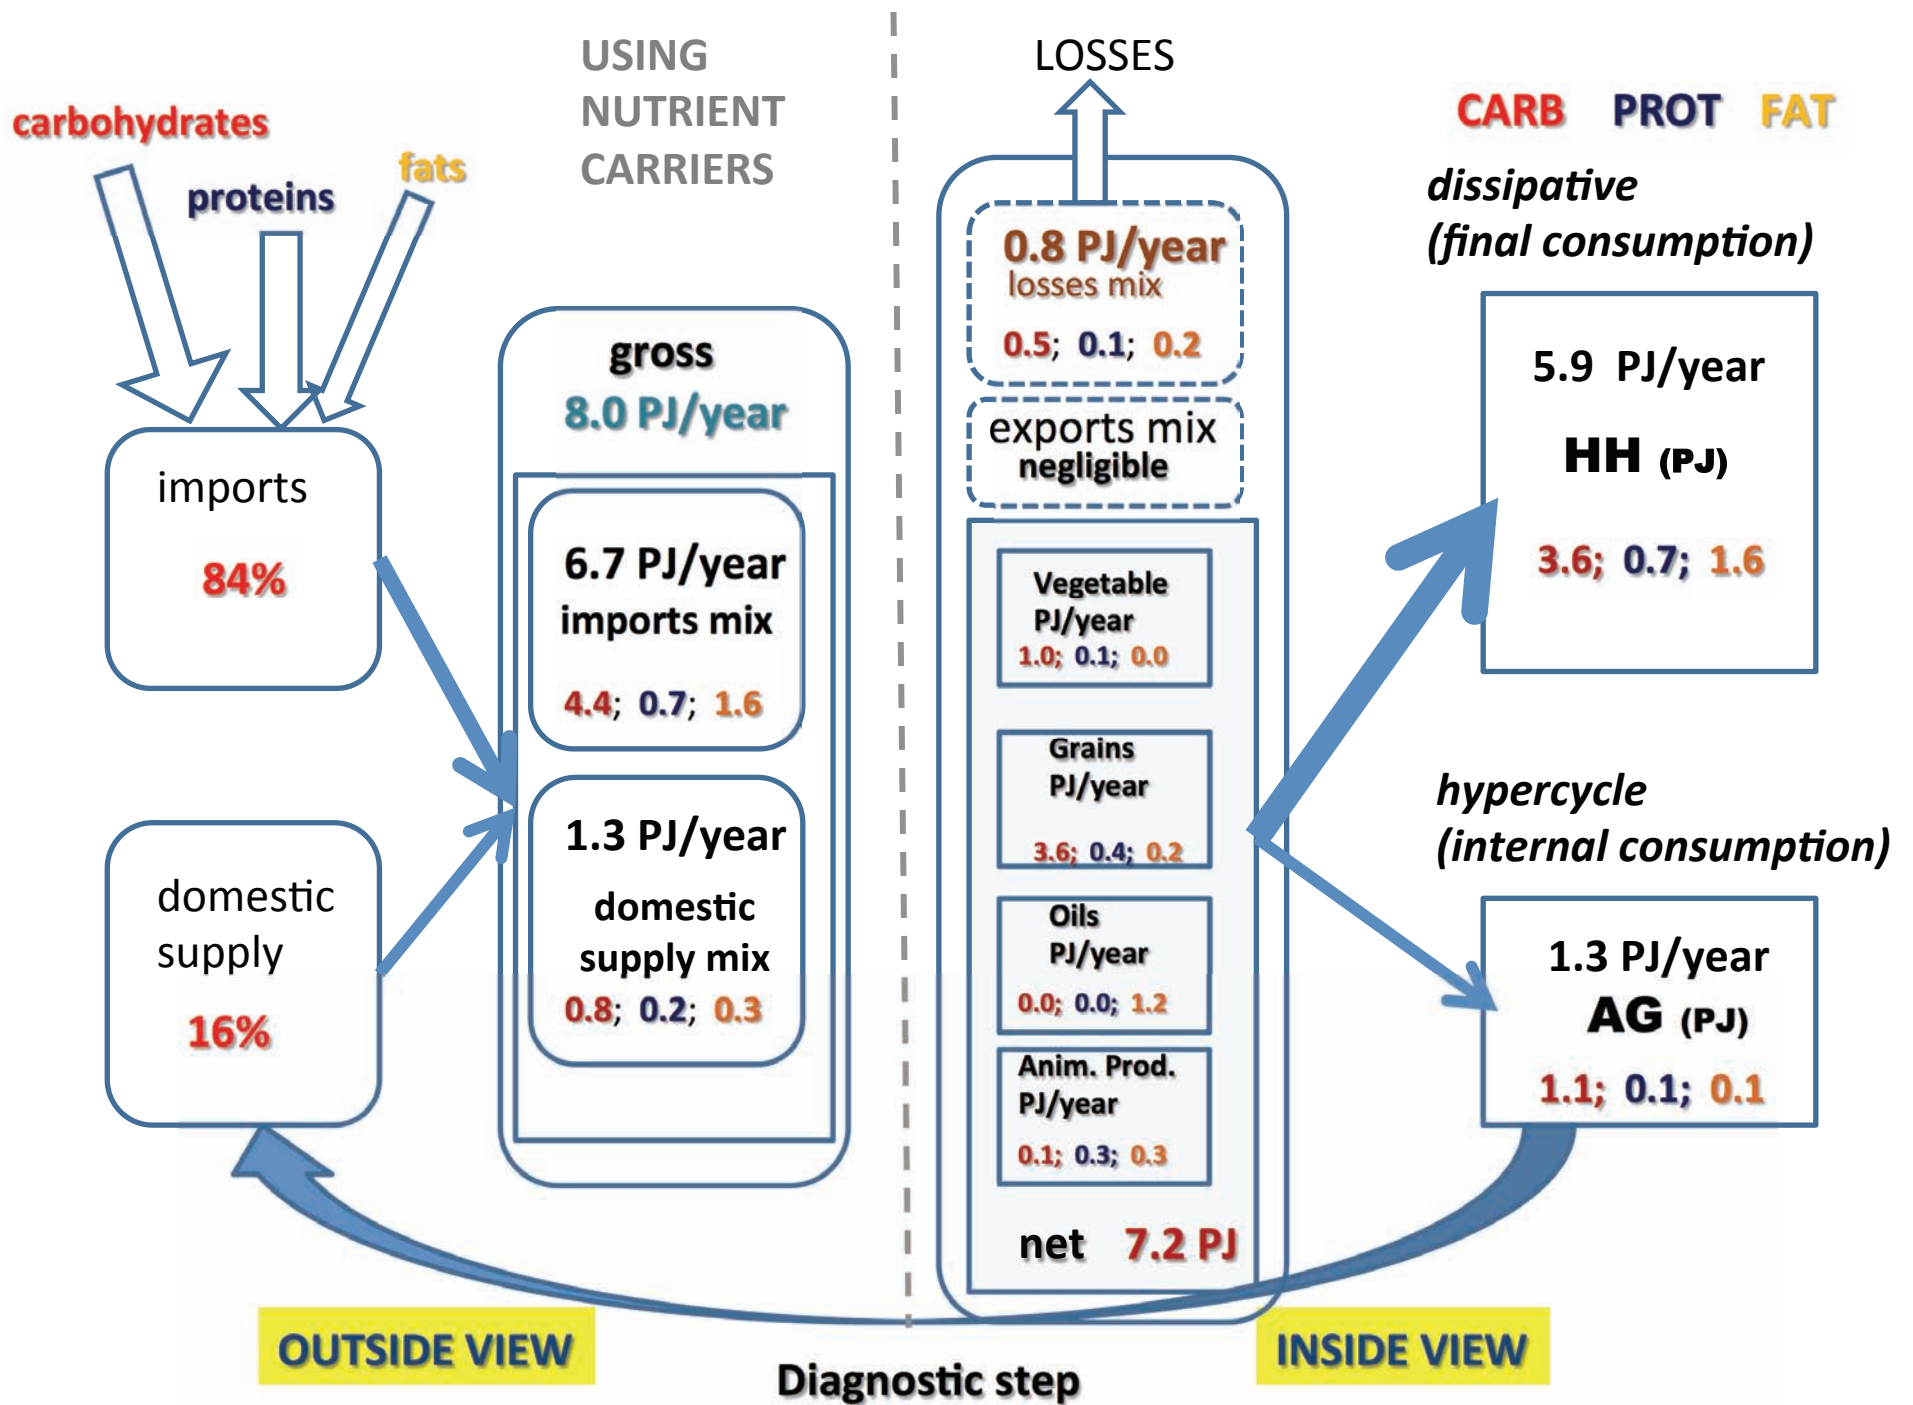 USING
NUTRIENT
CARRIERS
carbohydrates
proteins
fats
imports
84%
domestic
supply
16%
gross
8.0 PJ/year
6.7 PJ/year
imports mix
4.4; 0.7; 1.6
1.3 PJ/year
domestic
supply mix
0.8; 0.2; 0.3
LOSSES
0.8 PJ/year
losses mix
0.5; 0.1; 0.2
exports mix
negligible
Vegetable
PJ/year
1.0; 0.1; 0.0
Grains
PJ/year
3.6; 0.4; 0.2
Oils
PJ/year
0.0; 0.0; 1.2
Anim. Prod.
PJ/year
0.1; 0.3; 0.3
net 7.2 PJ
CARB PROT FAT
dissipative
(final consumption)
5.9 PJ/year
HH (PJ)
3.6; 0.7; 1.6
hypercycle
(internal consumption)
1.3 PJ/year
AG (PJ)
1.1; 0.1; 0.1
OUTSIDE VIEW
INSIDE VIEW
Diagnostic step